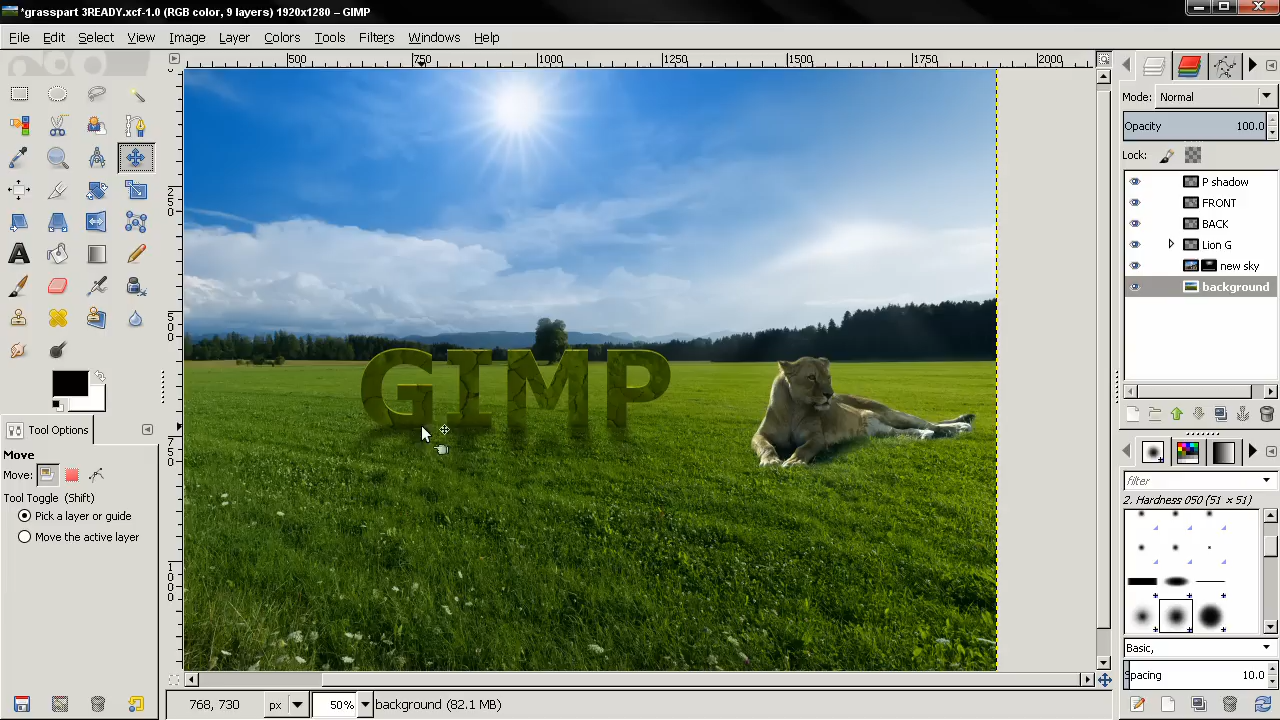 *grasspart 3READY.xcf-1.0 (RGB color, 9 layers) 1920x1280 – GIMP
File Edit Select View Image Layer Colors Tools Filters Windows Help
500 750 1000 1250 1500 1750 2000
Mode: Normal
Opacity 100.0
Lock:
P shadow
FRONT
BACK
Lion G
new sky
background
250
500
750
1000
GIMP
Tool Options
Move
Move:
Tool Toggle (Shift)
Pick a layer or guide
Move the active layer
filter
2. Hardness 050 (51 × 51)
Basic,
Spacing 10.0
768, 730 px 50% background (82.1 MB)